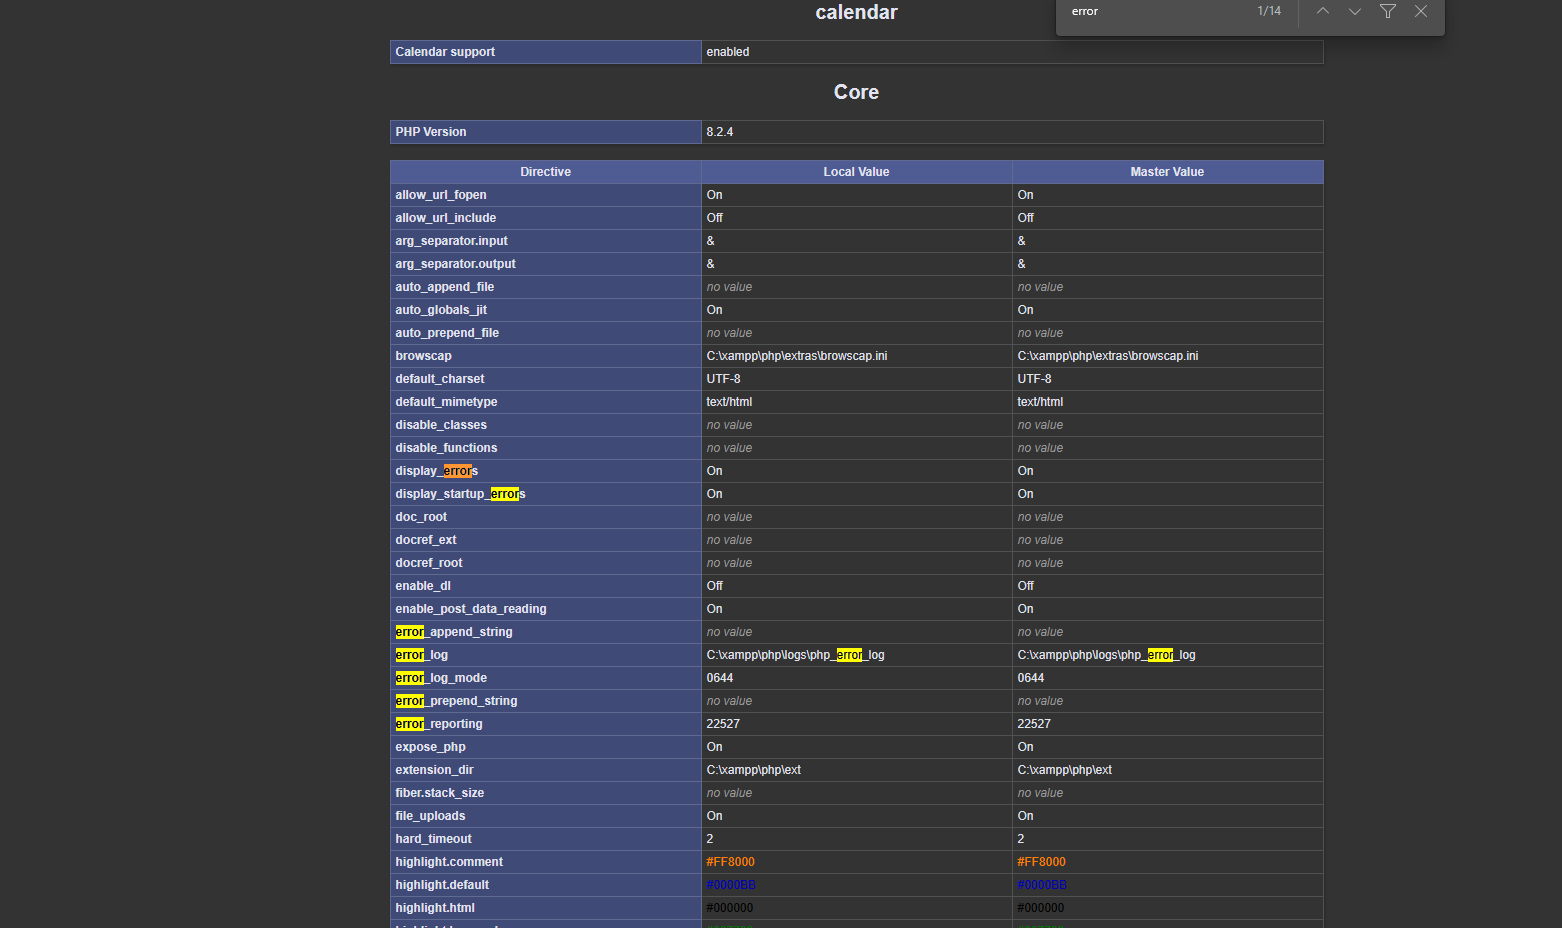 calendar
error 1/14
Calendar support enabled
Core
PHP Version 8.2.4
Directive Local Value Master Value
allow_url_fopen On On
allow_url_include Off Off
arg_separator.input & &
arg_separator.output & &
auto_append_file no value no value
auto_globals_jit On On
auto_prepend_file no value no value
browscap C:\xampp\php\extras\browscap.ini C:\xampp\php\extras\browscap.ini
default_charset UTF-8 UTF-8
default_mimetype text/html text/html
disable_classes no value no value
disable_functions no value no value
display_errors On On
display_startup_errors On On
doc_root no value no value
docref_ext no value no value
docref_root no value no value
enable_dl Off Off
enable_post_data_reading On On
error_append_string no value no value
error_log C:\xampp\php\logs\php_error_log C:\xampp\php\logs\php_error_log
error_log_mode 0644 0644
error_prepend_string no value no value
error_reporting 22527 22527
expose_php On On
extension_dir C:\xampp\php\ext C:\xampp\php\ext
fiber.stack_size no value no value
file_uploads On On
hard_timeout 2 2
highlight.comment #FF8000 #FF8000
highlight.default #0000BB #0000BB
highlight.html #000000 #000000